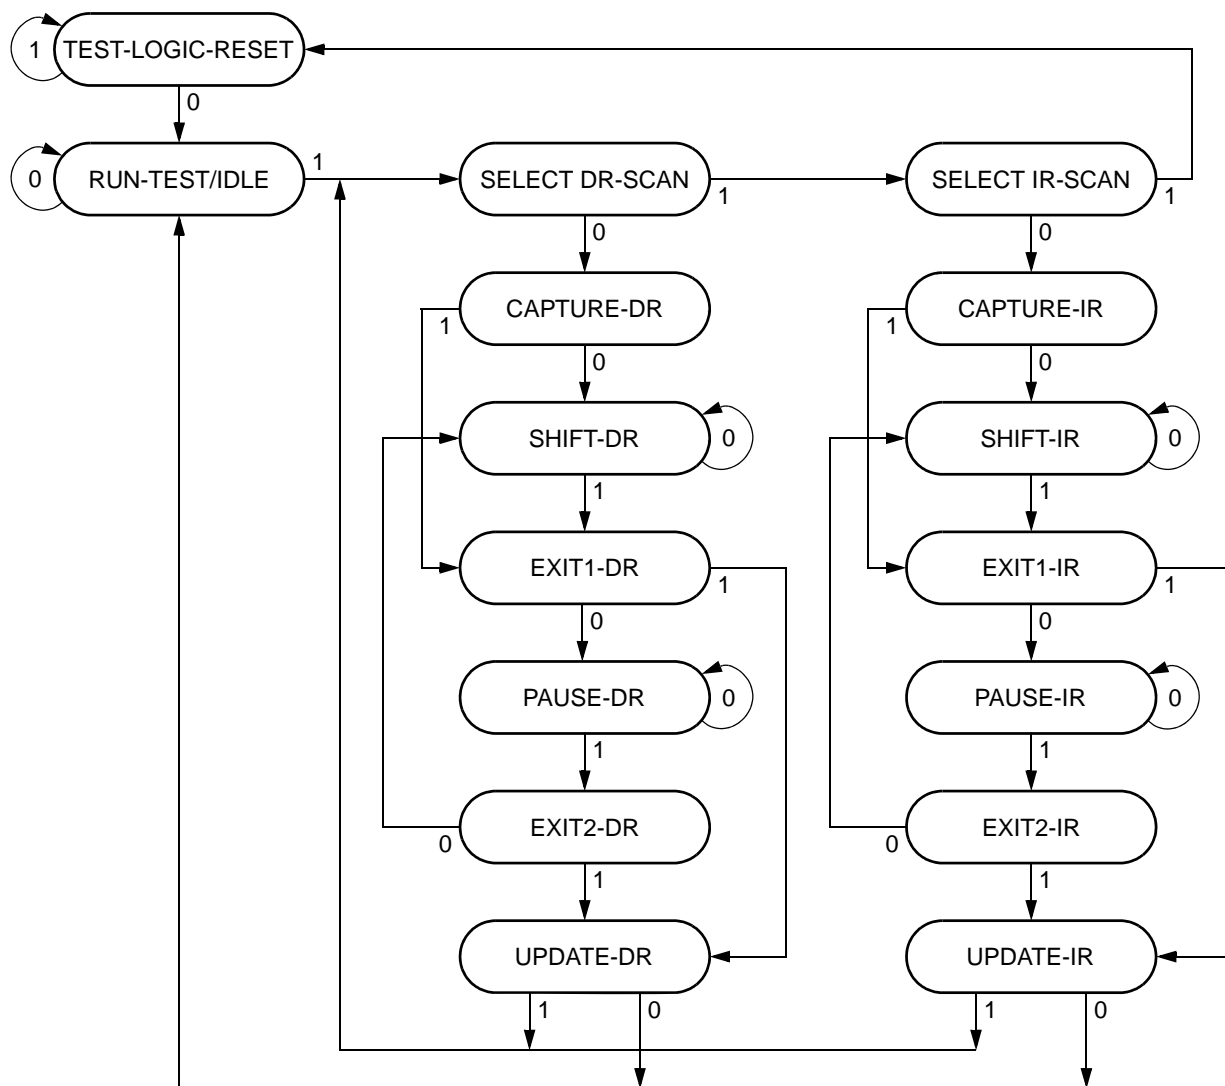 1 TEST-LOGIC-RESET
0
0 RUN-TEST/IDLE 1 SELECT DR-SCAN 1 SELECT IR-SCAN 1
0 0
CAPTURE-DR CAPTURE-IR
1 1
0 0
SHIFT-DR 0 SHIFT-IR 0
1 1
EXIT1-DR 1 EXIT1-IR 1
0 0
PAUSE-DR 0 PAUSE-IR 0
1 1
EXIT2-DR EXIT2-IR
0 0
1 1
UPDATE-DR UPDATE-IR
1 0 1 0